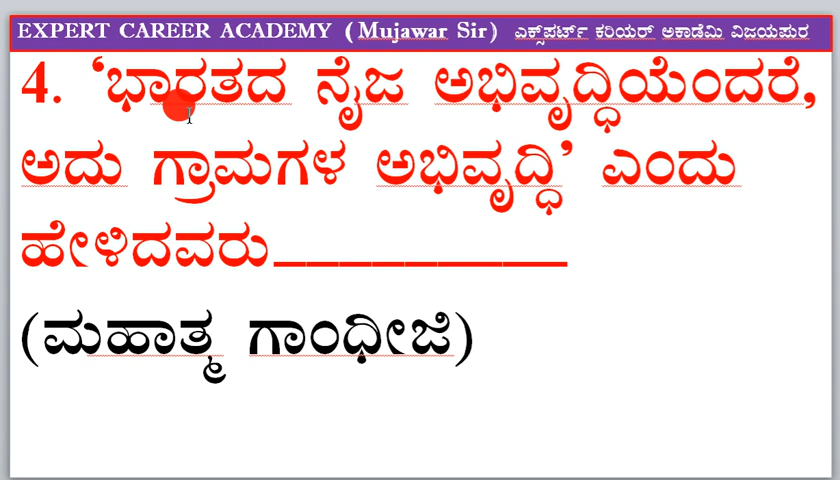 EXPERT CAREER ACADEMY (Mujawar Sir) ಎಕ್ಸ್‌ಪರ್ಟ್ ಕರಿಯರ್ ಅಕಾಡೆಮಿ ವಿಜಯಪುರ
4. ‘ಭಾರತದ ನೈಜ ಅಭಿವೃದ್ಧಿಯೆಂದರೆ,
ಅದು ಗ್ರಾಮಗಳ ಅಭಿವೃದ್ಧಿ’ ಎಂದು
ಹೇಳಿದವರು_________
(ಮಹಾತ್ಮ ಗಾಂಧೀಜಿ)